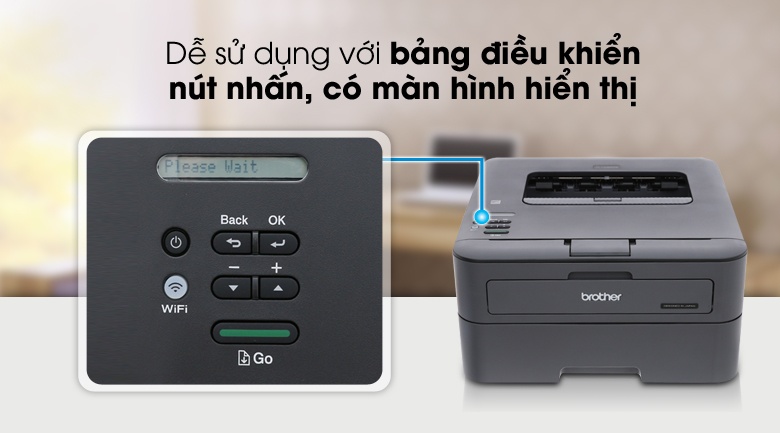 Dễ sử dụng với bảng điều khiển
nút nhấn, có màn hình hiển thị
Please Wait
Back OK
WiFi
Go
brother